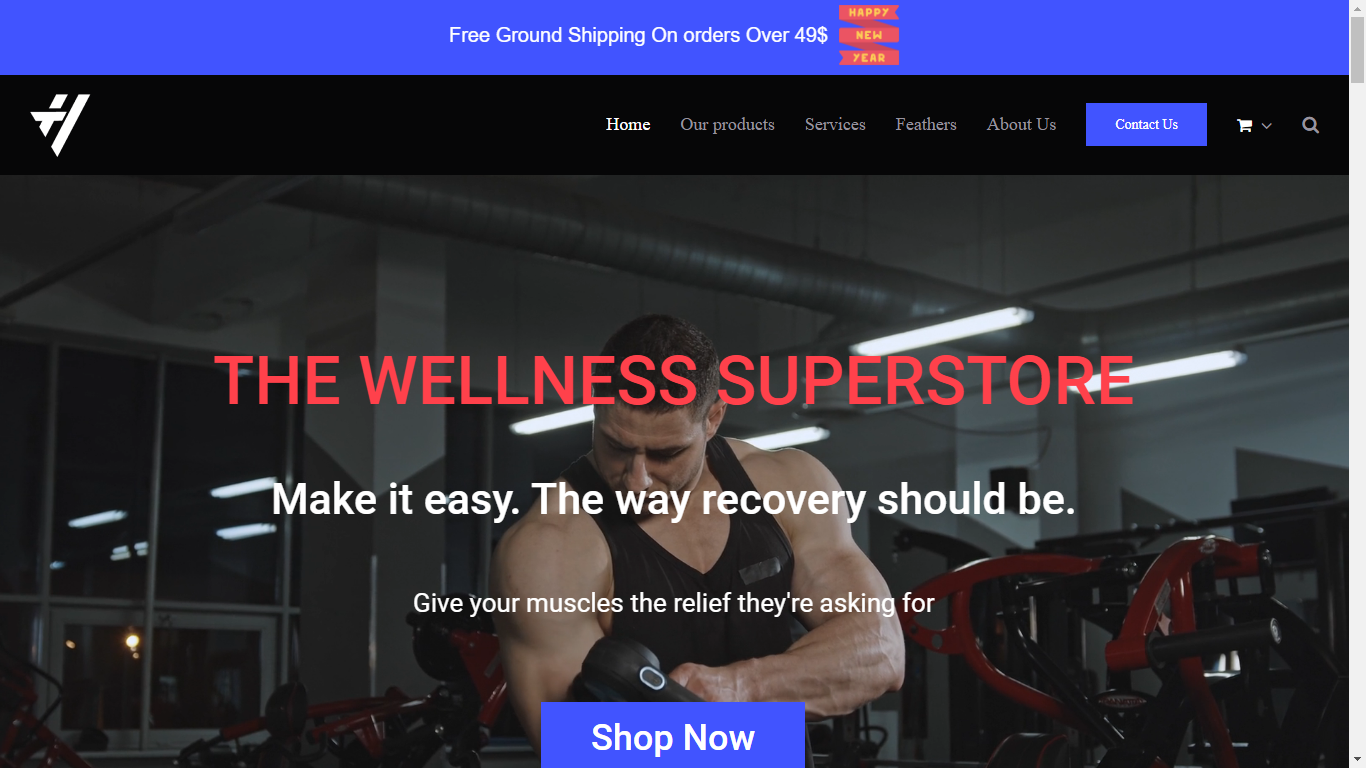 Free Ground Shipping On orders Over 49$
HAPPY
NEW
YEAR
Home Our products Services Feathers About Us Contact Us
THE WELLNESS SUPERSTORE
Make it easy. The way recovery should be.
Give your muscles the relief they're asking for
Shop Now